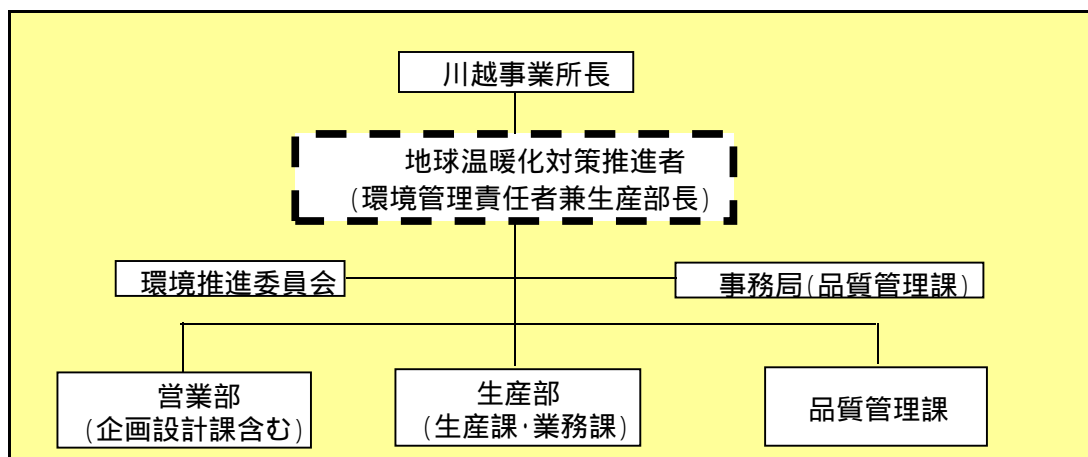 川越事業所長
地球温暖化対策推進者
(環境管理責任者兼生産部長)
環境推進委員会
事務局(品質管理課)
営業部
(企画設計課含む)
生産部
(生産課・業務課)
品質管理課